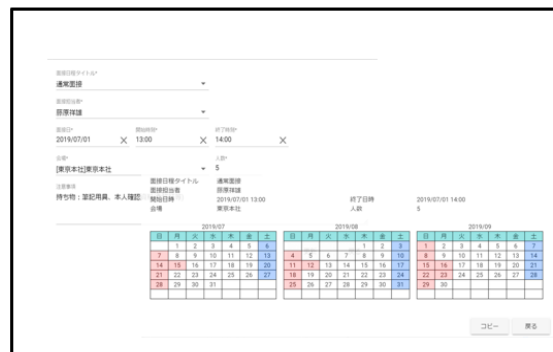 面接日程タイトル*
通常面接
面接担当者*
藤原祥雄
面接日* 開始時刻* 終了時刻*
2019/07/01 13:00 14:00
会場* 人数*
[東京本社]東京本社 5
注意事項
持ち物：筆記用具、本人確認
面接日程タイトル 通常面接
面接担当者 藤原祥雄
開始日時 2019/07/01 13:00 終了日時 2019/07/01 14:00
会場 東京本社 人数 5
2019/07 2019/08 2019/09
日 月 火 水 木 金 土 日 月 火 水 木 金 土 日 月 火 水 木 金 土
1 2 3 4 5 6 1 2 3 1 2 3 4 5 6 7
7 8 9 10 11 12 13 4 5 6 7 8 9 10 8 9 10 11 12 13 14
14 15 16 17 18 19 20 11 12 13 14 15 16 17 15 16 17 18 19 20 21
21 22 23 24 25 26 27 18 19 20 21 22 23 24 22 23 24 25 26 27 28
28 29 30 31 25 26 27 28 29 30 31 29 30
コピー 戻る